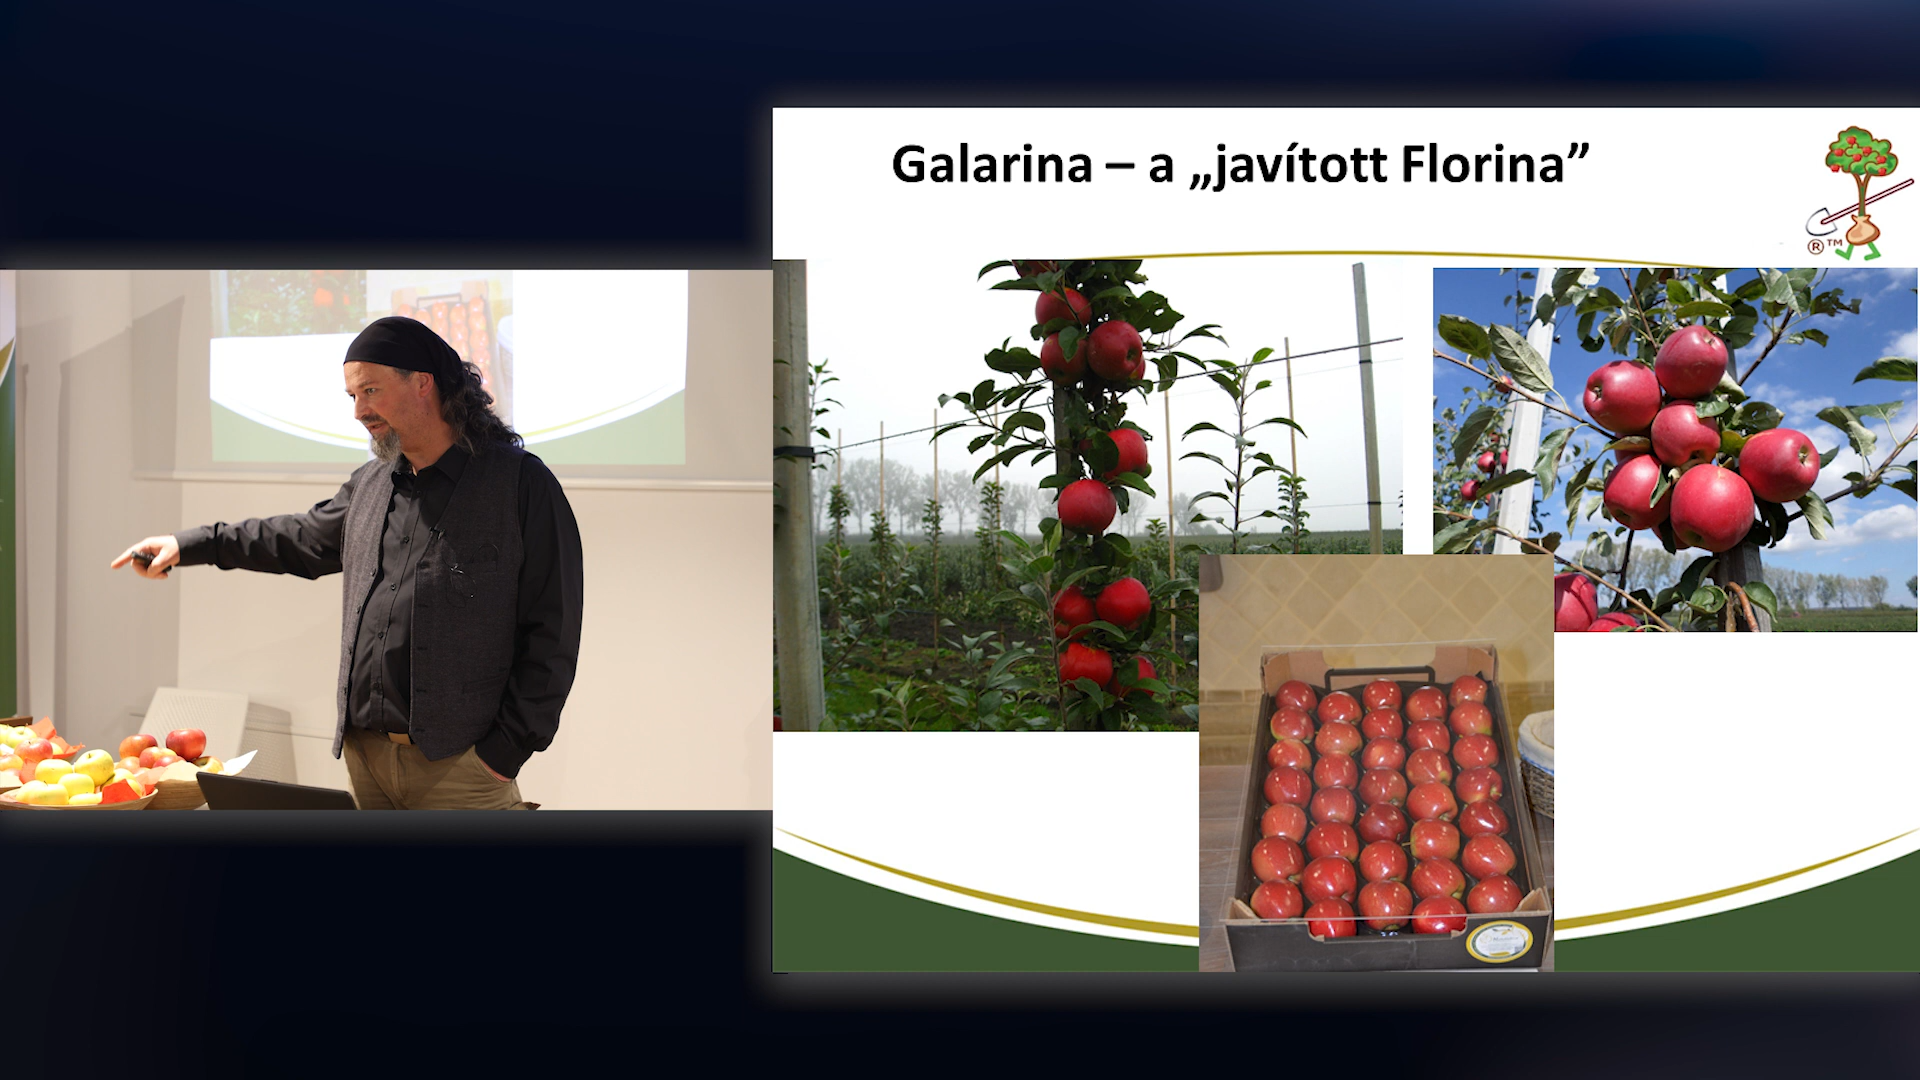 Galarina – a „javított Florina”
® ™